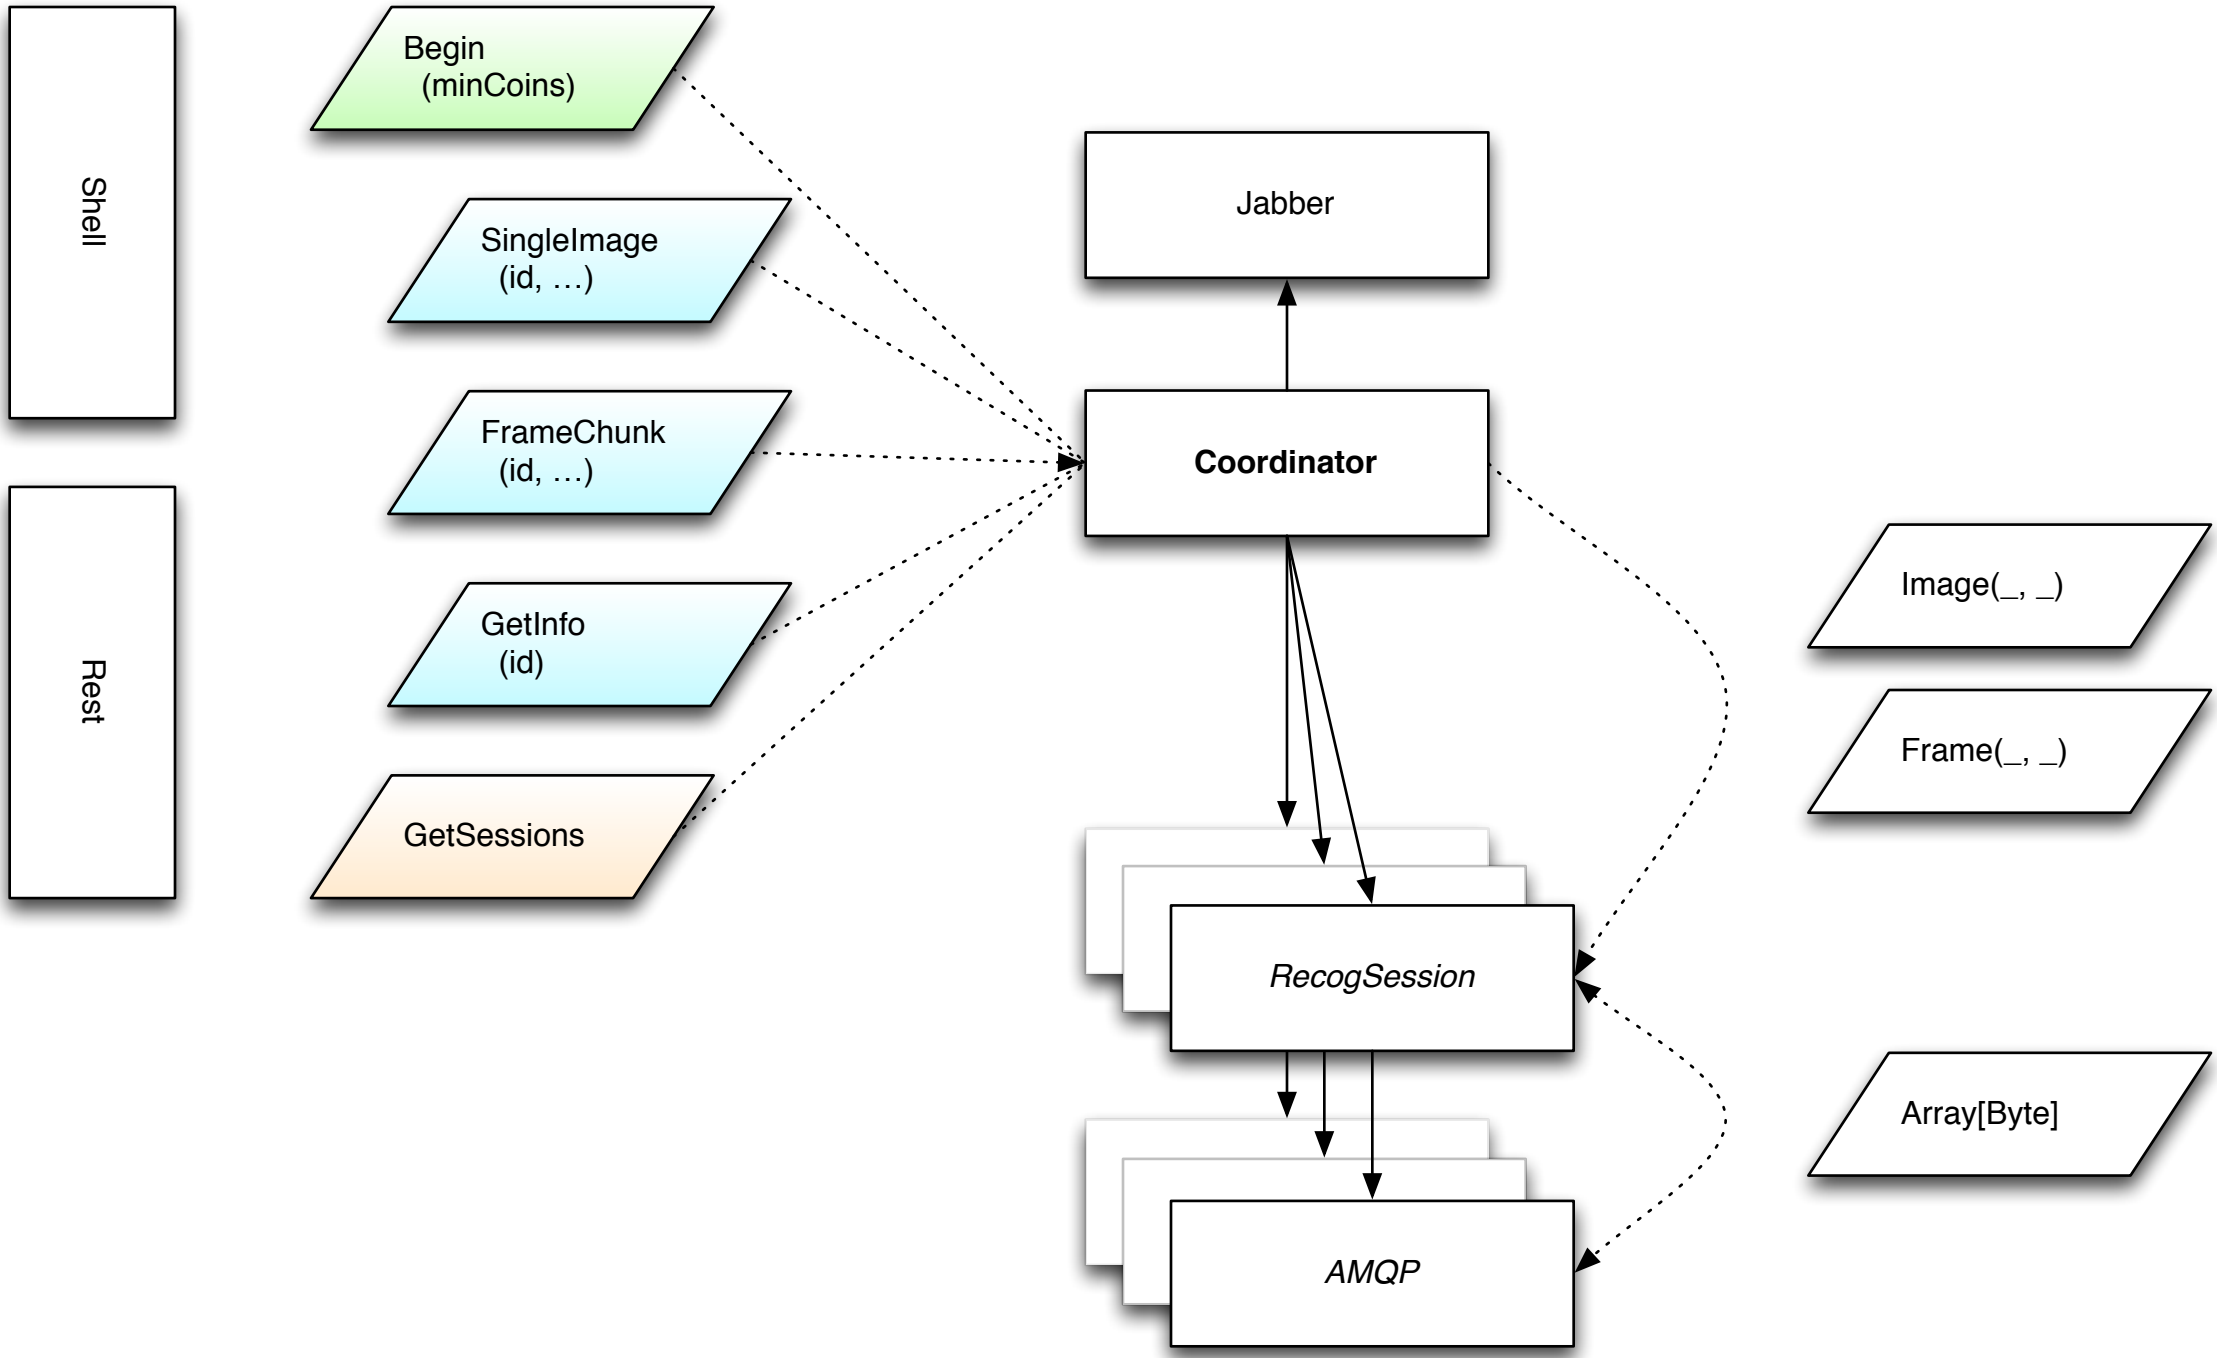 Shell
Rest
Begin
(minCoins)
SingleImage
(id, …)
FrameChunk
(id, …)
GetInfo
(id)
GetSessions
Jabber
Coordinator
RecogSession
AMQP
Image(_, _)
Frame(_, _)
Array[Byte]